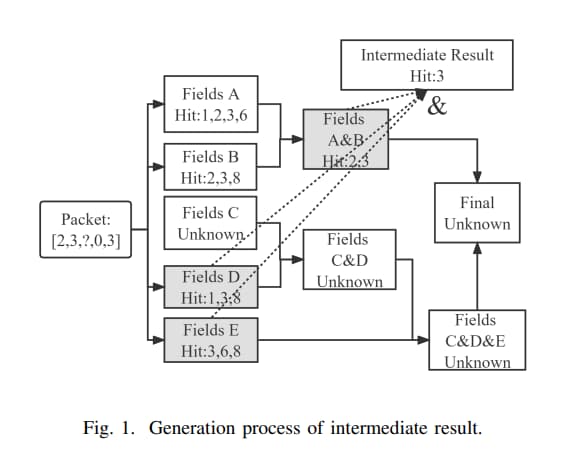 Intermediate Result
Hit:3
&
Fields A
Hit:1,2,3,6
Fields
A&B
Hit:2,3
Fields B
Hit:2,3,8
Packet:
[2,3,?,0,3]
Fields C
Unknown
Final
Unknown
Fields
C&D
Unknown
Fields D
Hit:1,3,8
Fields E
Hit:3,6,8
Fields
C&D&E
Unknown
Fig. 1. Generation process of intermediate result.